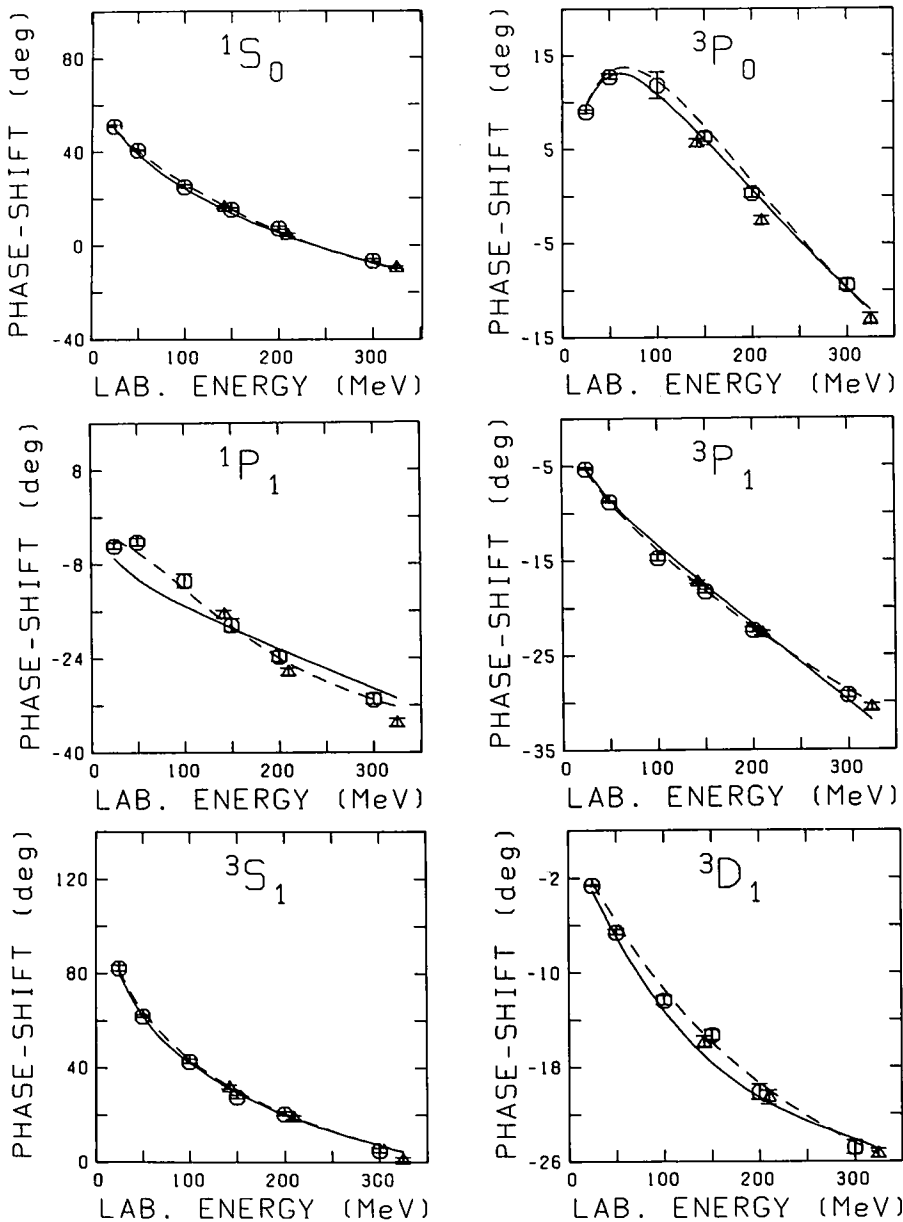 ¹S₀
PHASE-SHIFT (deg)
80
40
0
-40
0 100 200 300
LAB. ENERGY (MeV)
³P₀
PHASE-SHIFT (deg)
15
5
-5
-15
0 100 200 300
LAB. ENERGY (MeV)
¹P₁
PHASE-SHIFT (deg)
8
-8
-24
-40
0 100 200 300
LAB. ENERGY (MeV)
³P₁
PHASE-SHIFT (deg)
-5
-15
-25
-35
0 100 200 300
LAB. ENERGY (MeV)
³S₁
PHASE-SHIFT (deg)
120
80
40
0
0 100 200 300
LAB. ENERGY (MeV)
³D₁
PHASE-SHIFT (deg)
-2
-10
-18
-26
0 100 200 300
LAB. ENERGY (MeV)